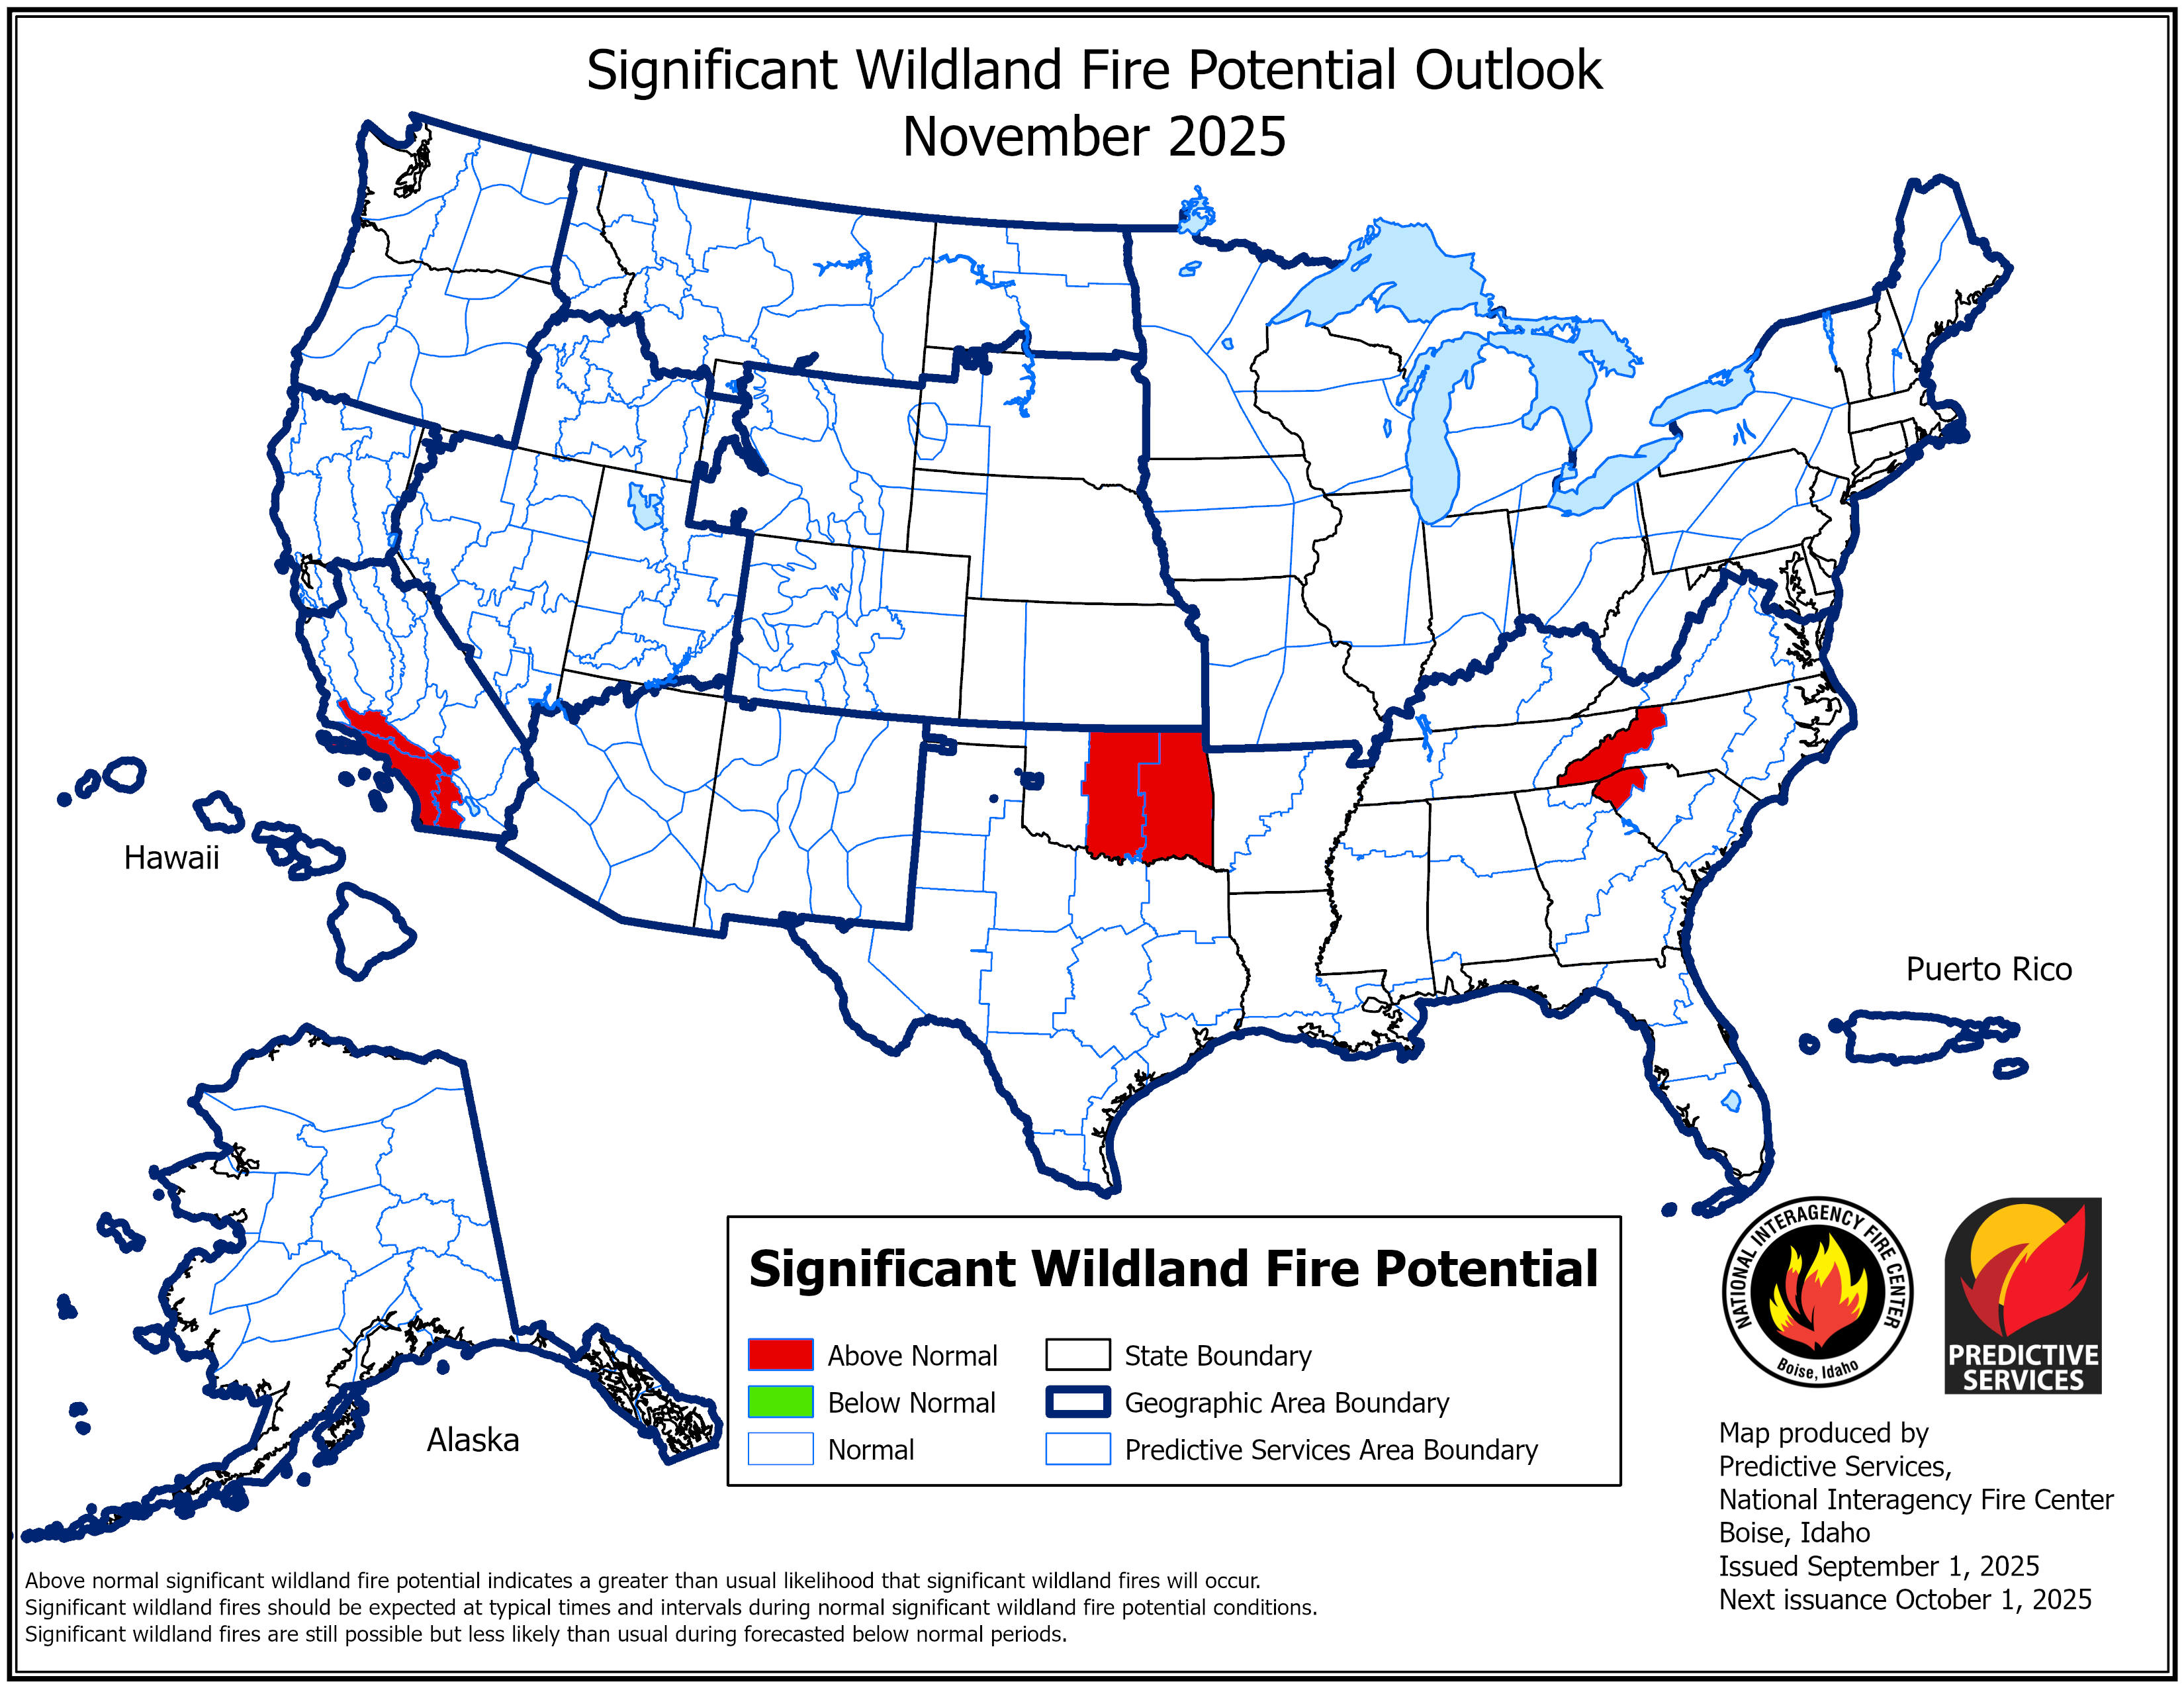 Significant Wildland Fire Potential Outlook
November 2025
Hawaii
Puerto Rico
Alaska
Significant Wildland Fire Potential
Above Normal
State Boundary
Below Normal
Geographic Area Boundary
Normal
Predictive Services Area Boundary
NATIONAL INTERAGENCY FIRE CENTER
Boise, Idaho
PREDICTIVE
SERVICES
Map produced by
Predictive Services,
National Interagency Fire Center
Boise, Idaho
Issued September 1, 2025
Next issuance October 1, 2025
Above normal significant wildland fire potential indicates a greater than usual likelihood that significant wildland fires will occur.
Significant wildland fires should be expected at typical times and intervals during normal significant wildland fire potential conditions.
Significant wildland fires are still possible but less likely than usual during forecasted below normal periods.